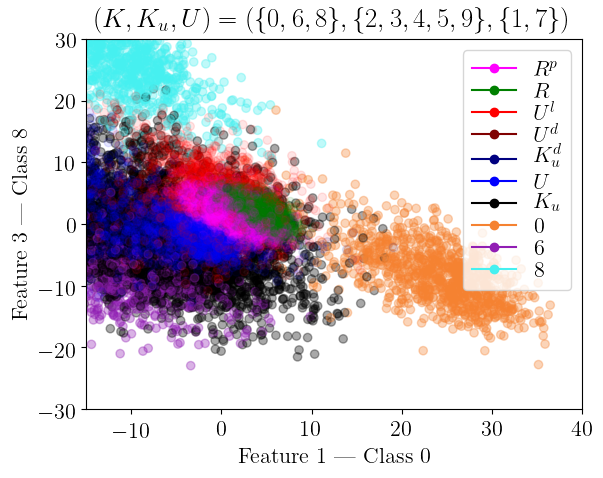 (K, K_u, U) = ({0, 6, 8}, {2, 3, 4, 5, 9}, {1, 7})
30
20
10
0
−10
−20
−30
Feature 3 — Class 8
R^p
R
U^l
U^d
K_u^d
U
K_u
0
6
8
−10
0
10
20
30
40
Feature 1 — Class 0